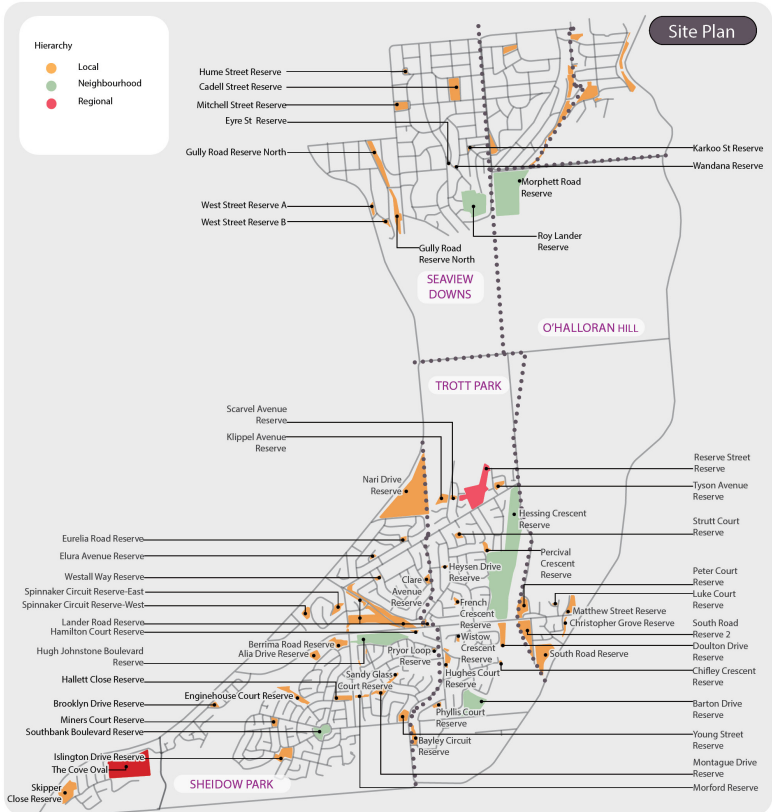 Site Plan
Hierarchy
Local
Neighbourhood
Regional
Hume Street Reserve
Cadell Street Reserve
Mitchell Street Reserve
Eyre St Reserve
Gully Road Reserve North
West Street Reserve A
West Street Reserve B
Karkoo St Reserve
Wandana Reserve
Morphett Road
Reserve
Roy Lander
Reserve
Gully Road
Reserve North
SEAVIEW
DOWNS
O'HALLORAN HILL
TROTT PARK
Scarvel Avenue
Reserve
Klippel Avenue
Reserve
Nari Drive
Reserve
Reserve Street
Reserve
Tyson Avenue
Reserve
Hessing Crescent
Reserve
Strutt Court
Reserve
Eurelia Road Reserve
Elura Avenue Reserve
Westall Way Reserve
Spinnaker Circuit Reserve-East
Spinnaker Circuit Reserve-West
Lander Road Reserve
Hamilton Court Reserve
Hugh Johnstone Boulevard
Reserve
Percival
Crescent
Reserve
Heysen Drive
Reserve
Clare
Avenue
Reserve
French
Crescent
Reserve
Peter Court
Reserve
Luke Court
Reserve
Matthew Street Reserve
Christopher Grove Reserve
South Road
Reserve 2
Doulton Drive
Reserve
South Road Reserve
Chifley Crescent
Reserve
Berrima Road Reserve
Alia Drive Reserve
Pryor Loop
Reserve
Wistow
Crescent
Reserve
Hughes Court
Reserve
Sandy Glass
Court Reserve
Hallett Close Reserve
Enginehouse Court Reserve
Brooklyn Drive Reserve
Miners Court Reserve
Southbank Boulevard Reserve
Phyllis Court
Reserve
Bayley Circuit
Reserve
Barton Drive
Reserve
Young Street
Reserve
Montague Drive
Reserve
Morford Reserve
Islington Drive Reserve
The Cove Oval
Skipper
Close Reserve
SHEIDOW PARK